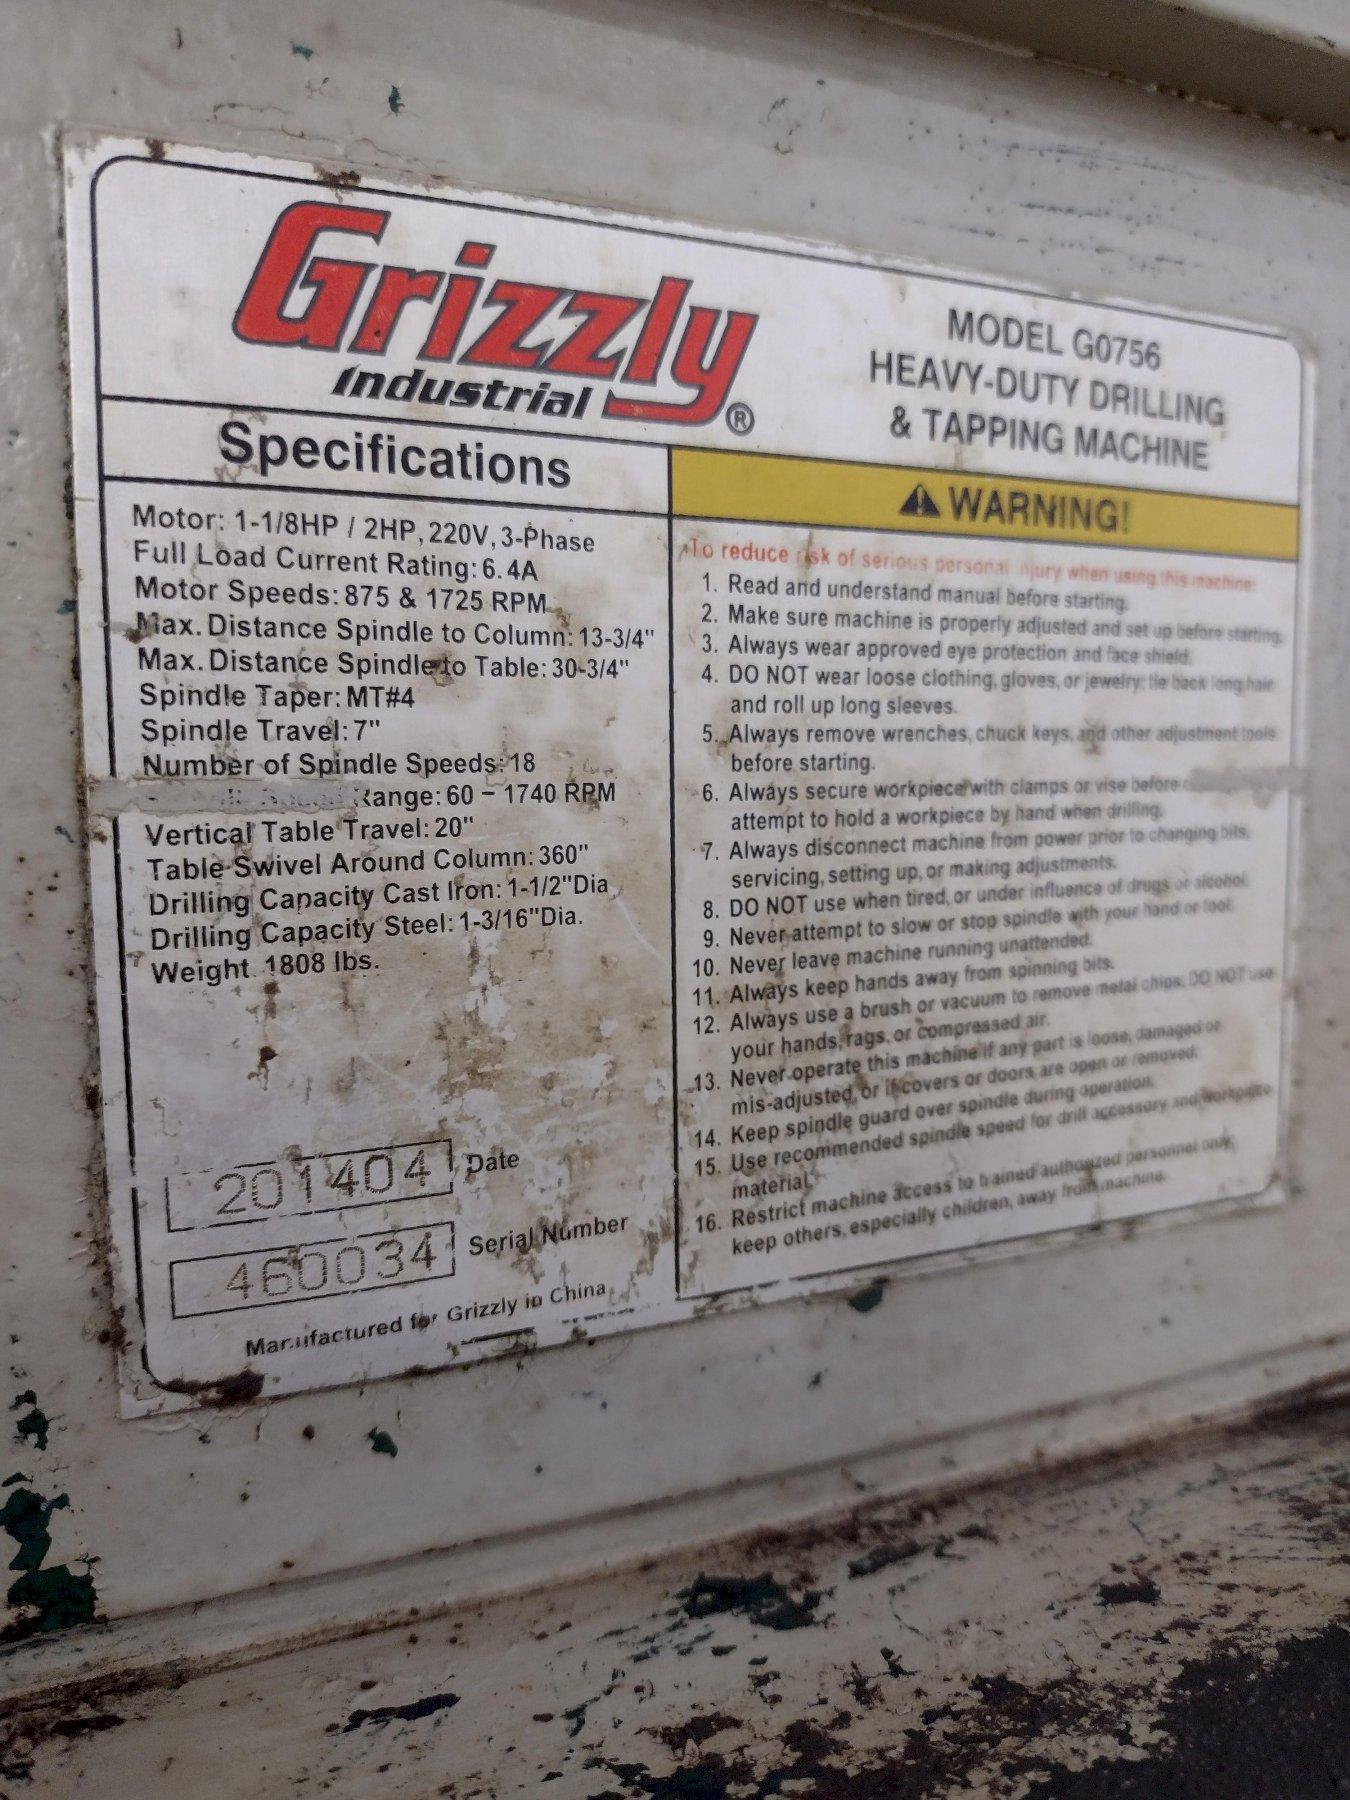 Grizzly
Industrial ®
MODEL G0756
HEAVY-DUTY DRILLING
& TAPPING MACHINE
Specifications
Motor: 1-1/8HP / 2HP, 220V, 3-Phase
Full Load Current Rating: 6.4A
Motor Speeds: 875 & 1725 RPM
Max. Distance Spindle to Column: 13-3/4"
Max. Distance Spindle to Table: 30-3/4"
Spindle Taper: MT#4
Spindle Travel: 7"
Number of Spindle Speeds: 18
Range: 60 – 1740 RPM
Vertical Table Travel: 20"
Table Swivel Around Column: 360"
Drilling Capacity Cast Iron: 1-1/2"Dia
Drilling Capacity Steel: 1-3/16"Dia.
Weight 1808 lbs.
201404 Date
460034 Serial Number
Manufactured for Grizzly in China
WARNING!
To reduce risk of serious personal injury when using this machine:
1. Read and understand manual before starting.
2. Make sure machine is properly adjusted and set up before starting.
3. Always wear approved eye protection and face shield.
4. DO NOT wear loose clothing, gloves, or jewelry; tie back long hair
and roll up long sleeves.
5. Always remove wrenches, chuck keys, and other adjustment tools
before starting.
6. Always secure workpiece with clamps or vise before
attempt to hold a workpiece by hand when drilling.
7. Always disconnect machine from power prior to changing bits,
servicing, setting up, or making adjustments.
8. DO NOT use when tired, or under influence of drugs or alcohol.
9. Never attempt to slow or stop spindle with your hand or tool.
10. Never leave machine running unattended.
11. Always keep hands away from spinning bits.
12. Always use a brush or vacuum to remove metal chips; DO NOT use
your hands, rags, or compressed air.
13. Never operate this machine if any part is loose, damaged or
mis-adjusted, or if covers or doors are open or removed.
14. Keep spindle guard over spindle during operation.
15. Use recommended spindle speed for drill accessory and workpiece
material.
16. Restrict machine access to trained authorized personnel only;
keep others, especially children, away from machine.